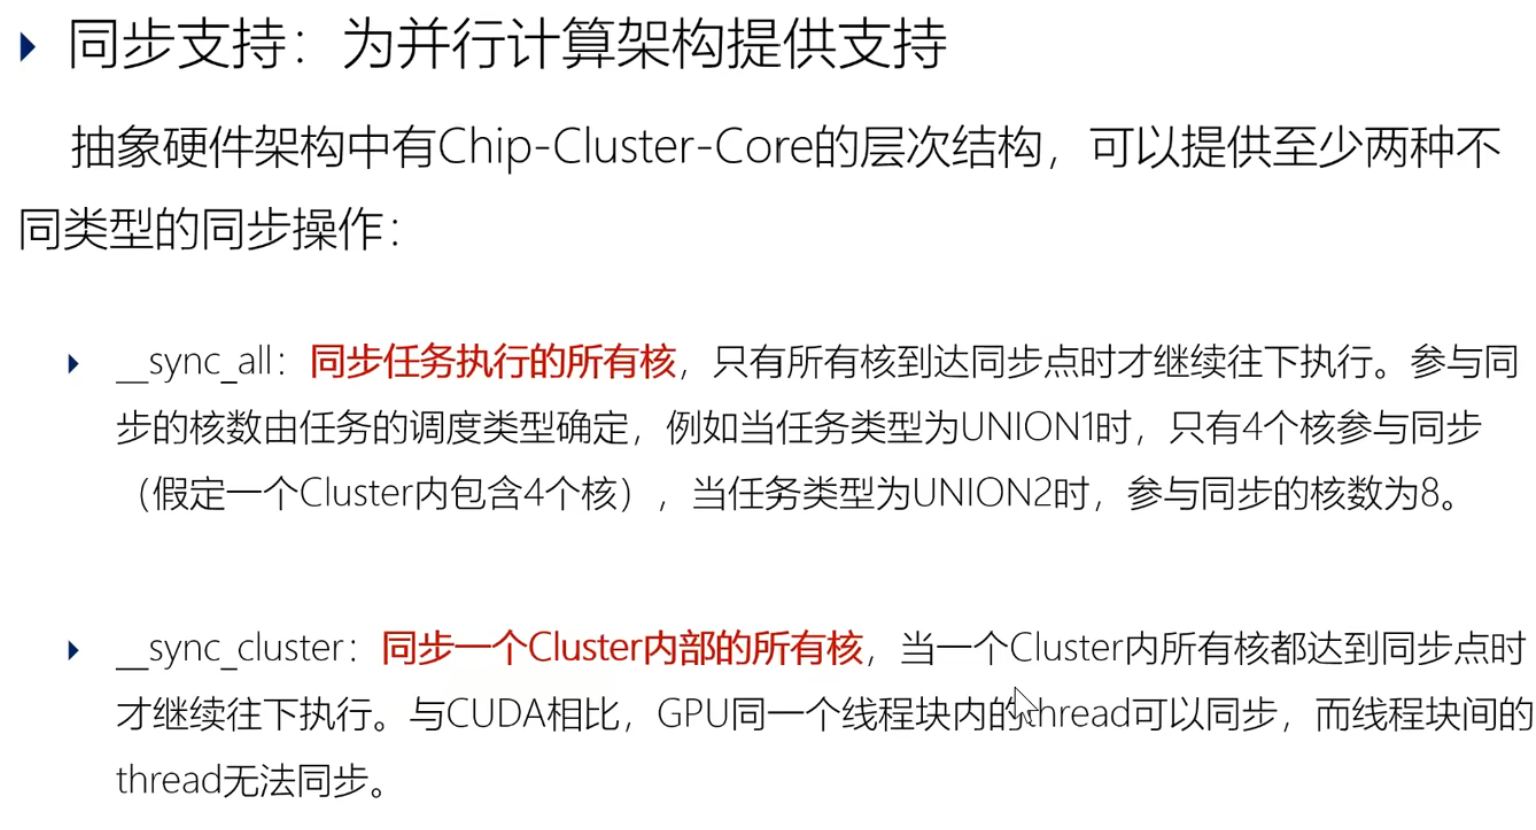 同步支持：为并行计算架构提供支持
抽象硬件架构中有Chip-Cluster-Core的层次结构，可以提供至少两种不
同类型的同步操作：
__sync_all：同步任务执行的所有核，只有所有核到达同步点时才继续往下执行。参与同
步的核数由任务的调度类型确定，例如当任务类型为UNION1时，只有4个核参与同步
（假定一个Cluster内包含4个核），当任务类型为UNION2时，参与同步的核数为8。
__sync_cluster：同步一个Cluster内部的所有核，当一个Cluster内所有核都达到同步点时
才继续往下执行。与CUDA相比，GPU同一个线程块内的thread可以同步，而线程块间的
thread无法同步。